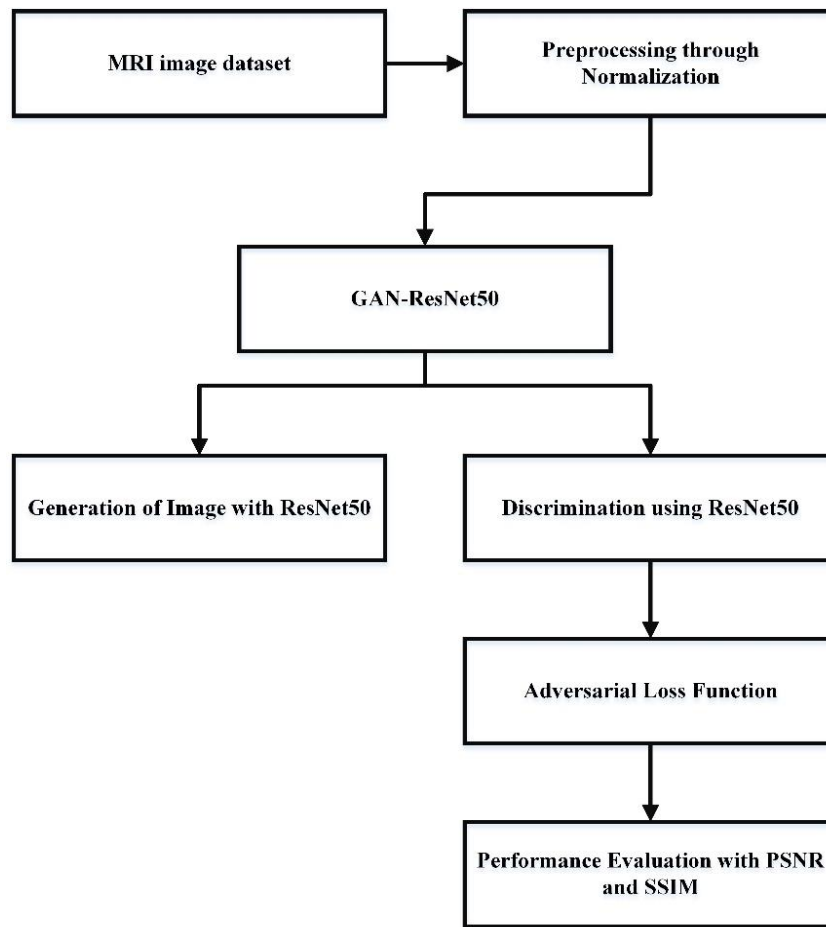 MRI image dataset
Preprocessing through
Normalization
GAN-ResNet50
Generation of Image with ResNet50
Discrimination using ResNet50
Adversarial Loss Function
Performance Evaluation with PSNR
and SSIM